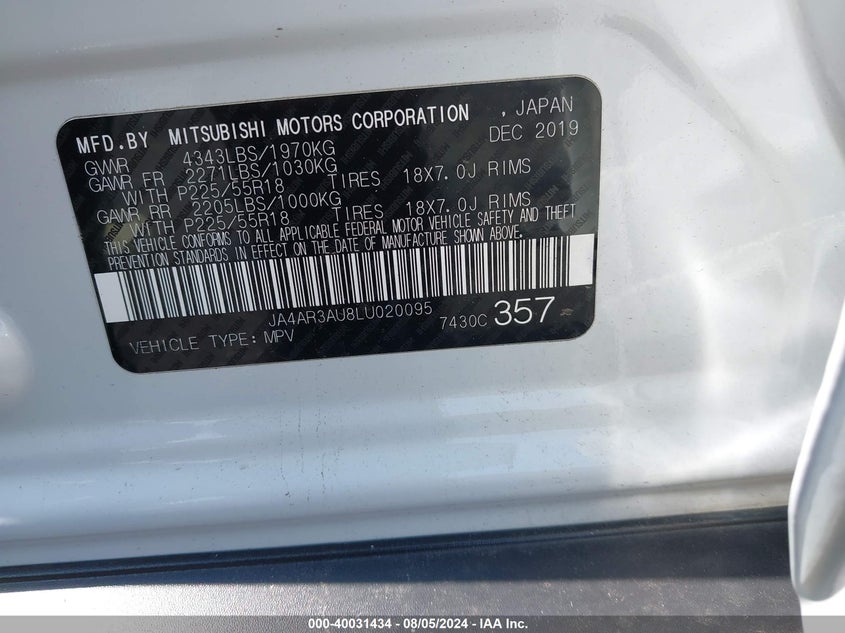 MFD.BY MITSUBISHI MOTORS CORPORATION , JAPAN
DEC 2019
GVWR 4343LBS/1970KG
GAWR FR 2271LBS/1030KG
WITH P225/55R18 TIRES 18X7.0J RIMS
GAWR RR 2205LBS/1000KG
WITH P225/55R18 TIRES 18X7.0J RIMS
THIS VEHICLE CONFORMS TO ALL APPLICABLE FEDERAL MOTOR VEHICLE SAFETY AND THEFT
PREVENTION STANDARDS IN EFFECT ON THE DATE OF MANUFACTURE SHOWN ABOVE.
JA4AR3AU8LU020095
7430C 357
VEHICLE TYPE: MPV
000-40031434 - 08/05/2024 - IAA Inc.